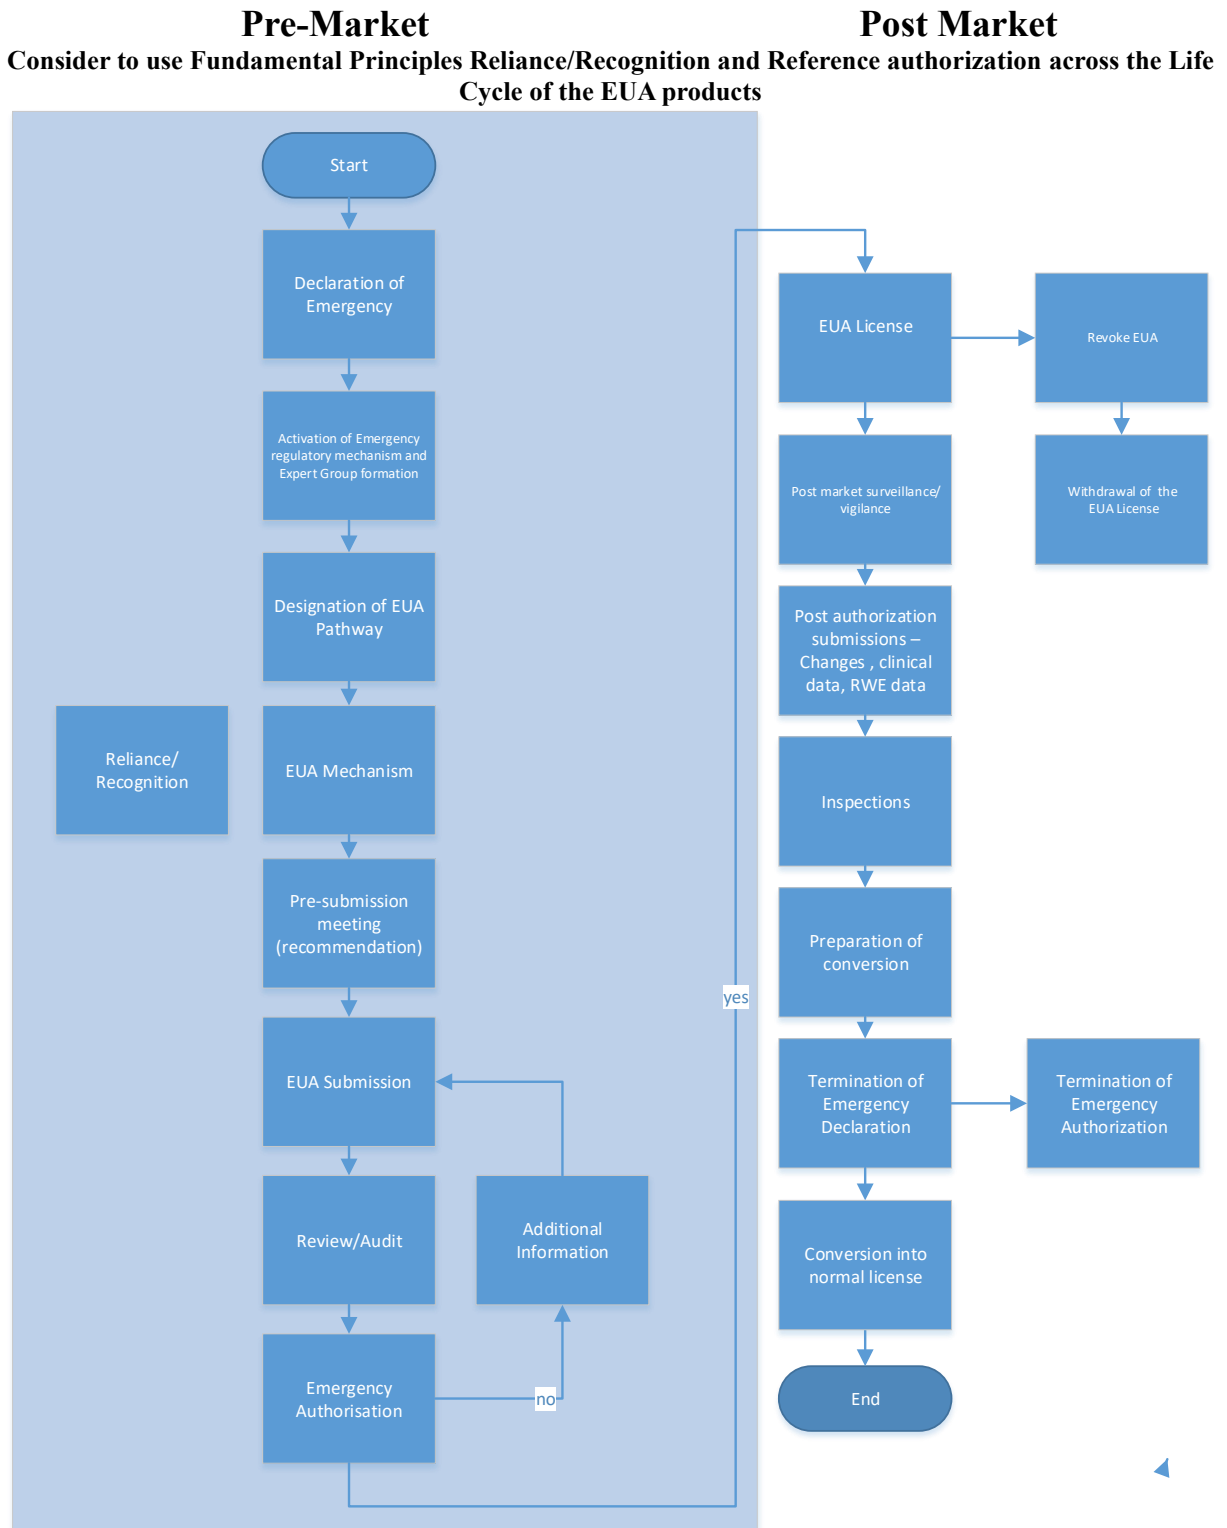 Pre-Market
Post Market
Consider to use Fundamental Principles Reliance/Recognition and Reference authorization across the Life
Cycle of the EUA products
Start
Declaration of
Emergency
Activation of Emergency
regulatory mechanism and
Expert Group formation
Designation of EUA
Pathway
Reliance/
Recognition
EUA Mechanism
Pre-submission
meeting
(recommendation)
EUA Submission
Review/Audit
Additional
Information
Emergency
Authorisation
no
yes
EUA License
Revoke EUA
Post market surveillance/
vigilance
Withdrawal of the
EUA License
Post authorization
submissions –
Changes , clinical
data, RWE data
Inspections
Preparation of
conversion
Termination of
Emergency
Declaration
Termination of
Emergency
Authorization
Conversion into
normal license
End